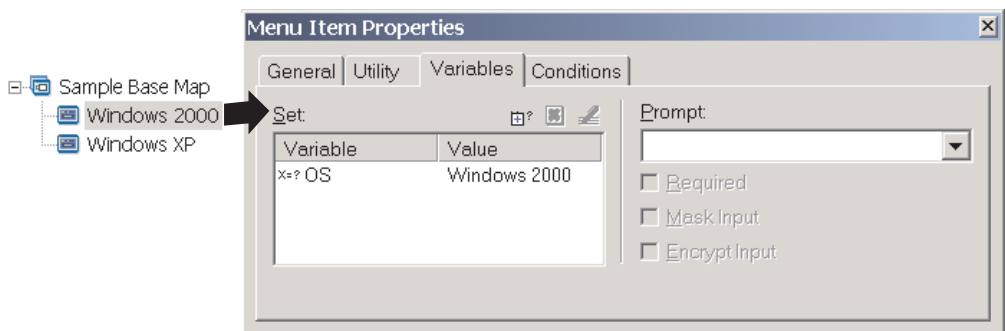 Sample Base Map
Windows 2000
Windows XP
Menu Item Properties
General Utility Variables Conditions
Set:
Variable Value
X=? OS Windows 2000
Prompt:
Required
Mask Input
Encrypt Input